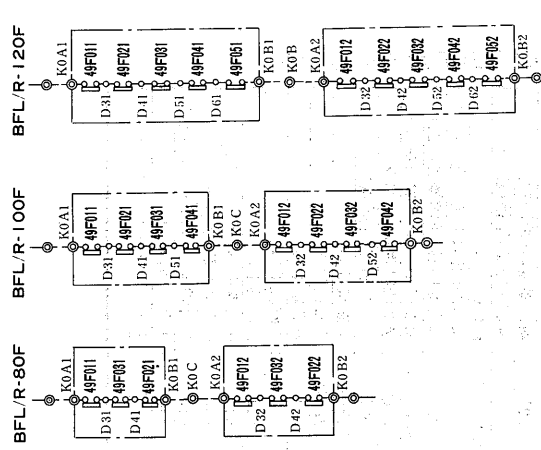 BFL/R-120F
K0A1
49F011
49F021
49F031
49F041
49F051
K0B1
K0B
K0A2
49F012
49F022
49F032
49F042
49F052
K0B2
D31
D41
D51
D61
D32
D42
D52
D62
BFL/R-100F
K0A1
49F011
49F021
49F031
49F041
K0B1
K0C
K0A2
49F012
49F022
49F032
49F042
K0B2
D31
D41
D51
D32
D42
D52
BFL/R-80F
K0A1
49F011
49F031
49F021
K0B1
K0C
K0A2
49F012
49F032
49F022
K0B2
D31
D41
D32
D42